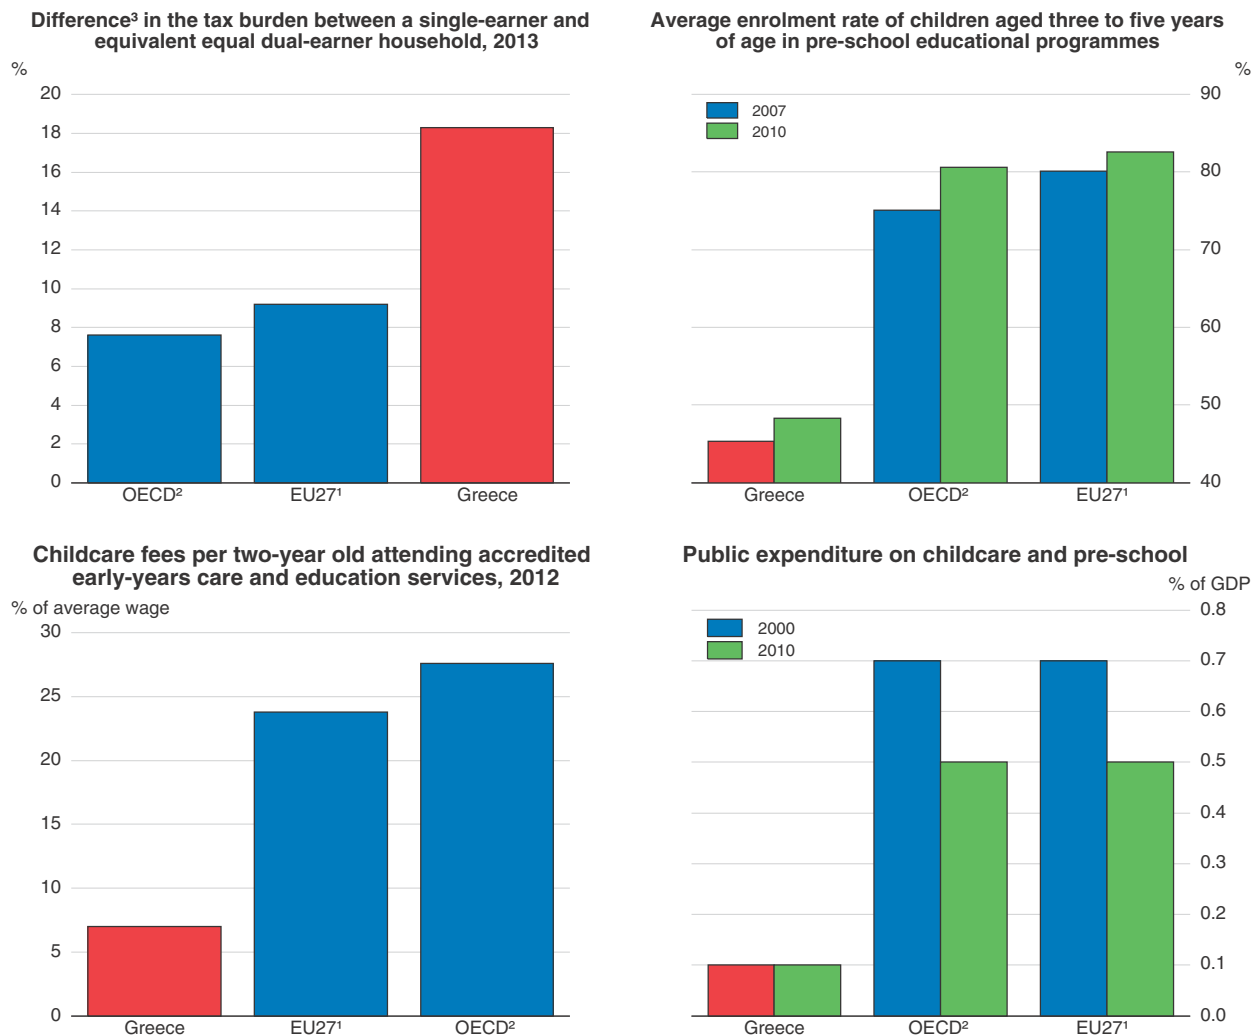 Difference³ in the tax burden between a single-earner and
equivalent equal dual-earner household, 2013
%
20
18
16
14
12
10
8
6
4
2
0
OECD²
EU27¹
Greece
Average enrolment rate of children aged three to five years
of age in pre-school educational programmes
%
2007
2010
90
80
70
60
50
40
Greece
OECD²
EU27¹
Childcare fees per two-year old attending accredited
early-years care and education services, 2012
% of average wage
30
25
20
15
10
5
0
Greece
EU27¹
OECD²
Public expenditure on childcare and pre-school
% of GDP
2000
2010
0.8
0.7
0.6
0.5
0.4
0.3
0.2
0.1
0.0
Greece
OECD²
EU27¹